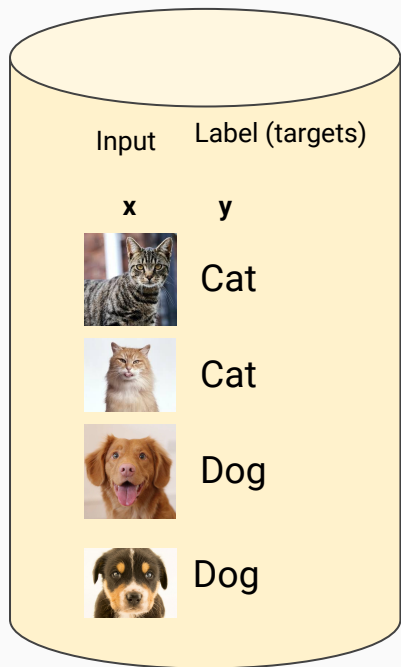 Input Label (targets)
x y
Cat
Cat
Dog
Dog